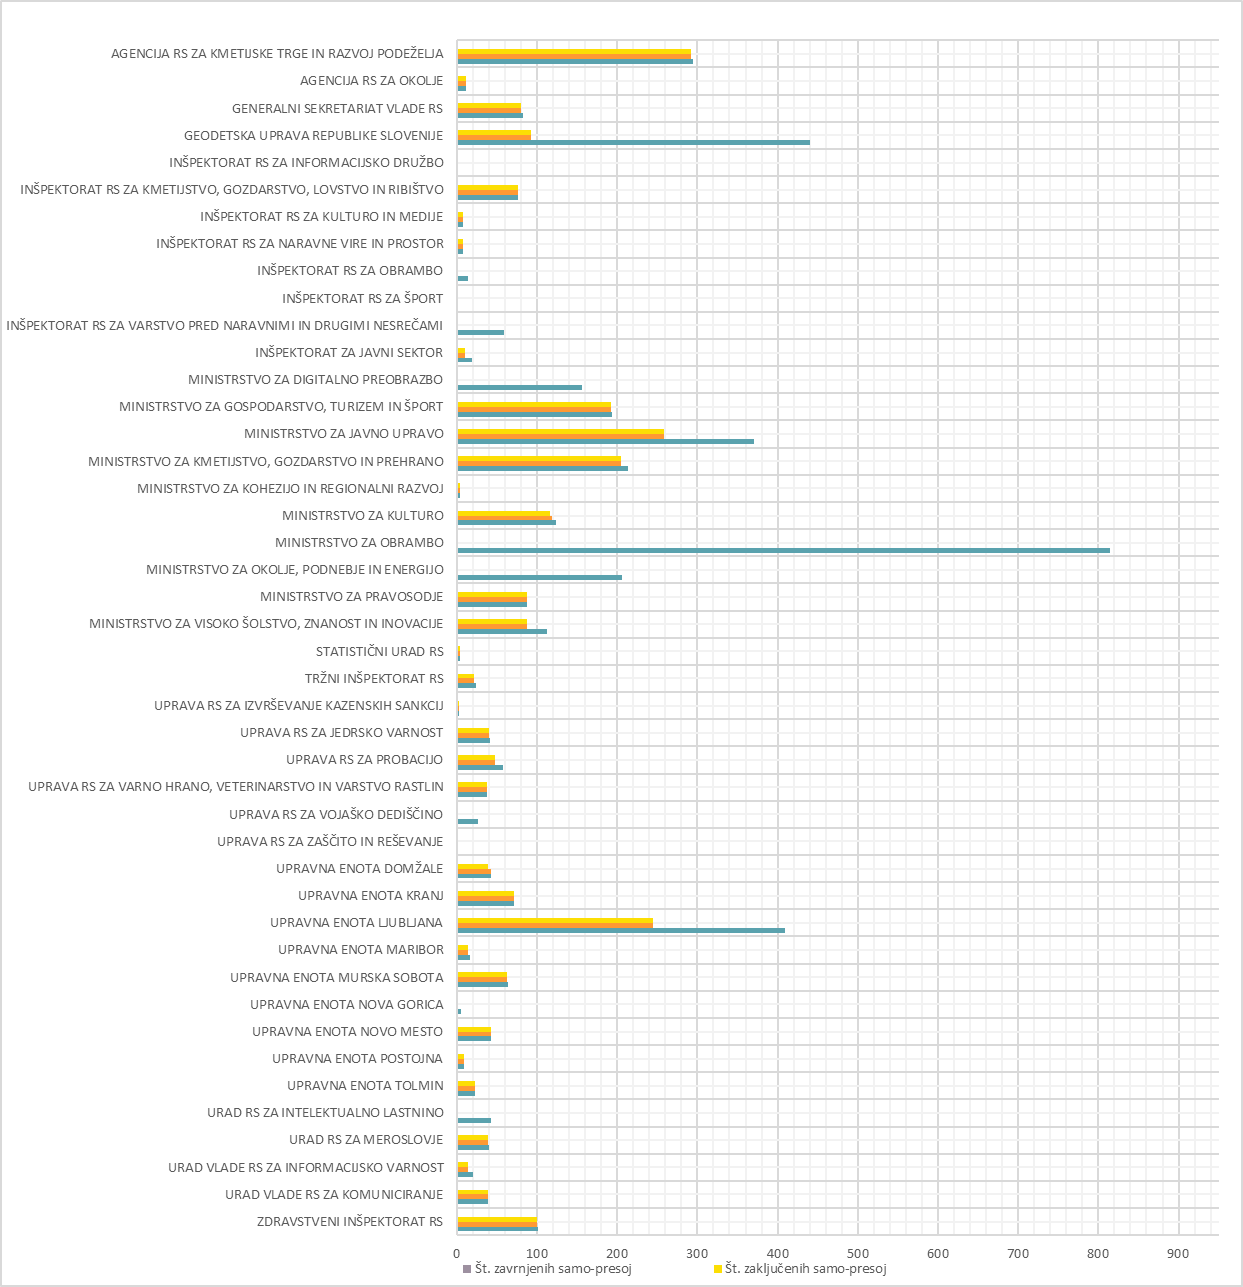 AGENCIJA RS ZA KMETIJSKE TRGE IN RAZVOJ PODEŽELJA
AGENCIJA RS ZA OKOLJE
GENERALNI SEKRETARIAT VLADE RS
GEODETSKA UPRAVA REPUBLIKE SLOVENIJE
INŠPEKTORAT RS ZA INFORMACIJSKO DRUŽBO
INŠPEKTORAT RS ZA KMETIJSTVO, GOZDARSTVO, LOVSTVO IN RIBIŠTVO
INŠPEKTORAT RS ZA KULTURO IN MEDIJE
INŠPEKTORAT RS ZA NARAVNE VIRE IN PROSTOR
INŠPEKTORAT RS ZA OBRAMBO
INŠPEKTORAT RS ZA ŠPORT
INŠPEKTORAT RS ZA VARSTVO PRED NARAVNIMI IN DRUGIMI NESREČAMI
INŠPEKTORAT ZA JAVNI SEKTOR
MINISTRSTVO ZA DIGITALNO PREOBRAZBO
MINISTRSTVO ZA GOSPODARSTVO, TURIZEM IN ŠPORT
MINISTRSTVO ZA JAVNO UPRAVO
MINISTRSTVO ZA KMETIJSTVO, GOZDARSTVO IN PREHRANO
MINISTRSTVO ZA KOHEZIJO IN REGIONALNI RAZVOJ
MINISTRSTVO ZA KULTURO
MINISTRSTVO ZA OBRAMBO
MINISTRSTVO ZA OKOLJE, PODNEBJE IN ENERGIJO
MINISTRSTVO ZA PRAVOSODJE
MINISTRSTVO ZA VISOKO ŠOLSTVO, ZNANOST IN INOVACIJE
STATISTIČNI URAD RS
TRŽNI INŠPEKTORAT RS
UPRAVA RS ZA IZVRŠEVANJE KAZENSKIH SANKCIJ
UPRAVA RS ZA JEDRSKO VARNOST
UPRAVA RS ZA PROBACIJO
UPRAVA RS ZA VARNO HRANO, VETERINARSTVO IN VARSTVO RASTLIN
UPRAVA RS ZA VOJAŠKO DEDIŠČINO
UPRAVA RS ZA ZAŠČITO IN REŠEVANJE
UPRAVNA ENOTA DOMŽALE
UPRAVNA ENOTA KRANJ
UPRAVNA ENOTA LJUBLJANA
UPRAVNA ENOTA MARIBOR
UPRAVNA ENOTA MURSKA SOBOTA
UPRAVNA ENOTA NOVA GORICA
UPRAVNA ENOTA NOVO MESTO
UPRAVNA ENOTA POSTOJNA
UPRAVNA ENOTA TOLMIN
URAD RS ZA INTELEKTUALNO LASTNINO
URAD RS ZA MEROSLOVJE
URAD VLADE RS ZA INFORMACIJSKO VARNOST
URAD VLADE RS ZA KOMUNICIRANJE
ZDRAVSTVENI INŠPEKTORAT RS
0 100 200 300 400 500 600 700 800 900
Št. zavrnjenih samo-presoj Št. zaključenih samo-presoj